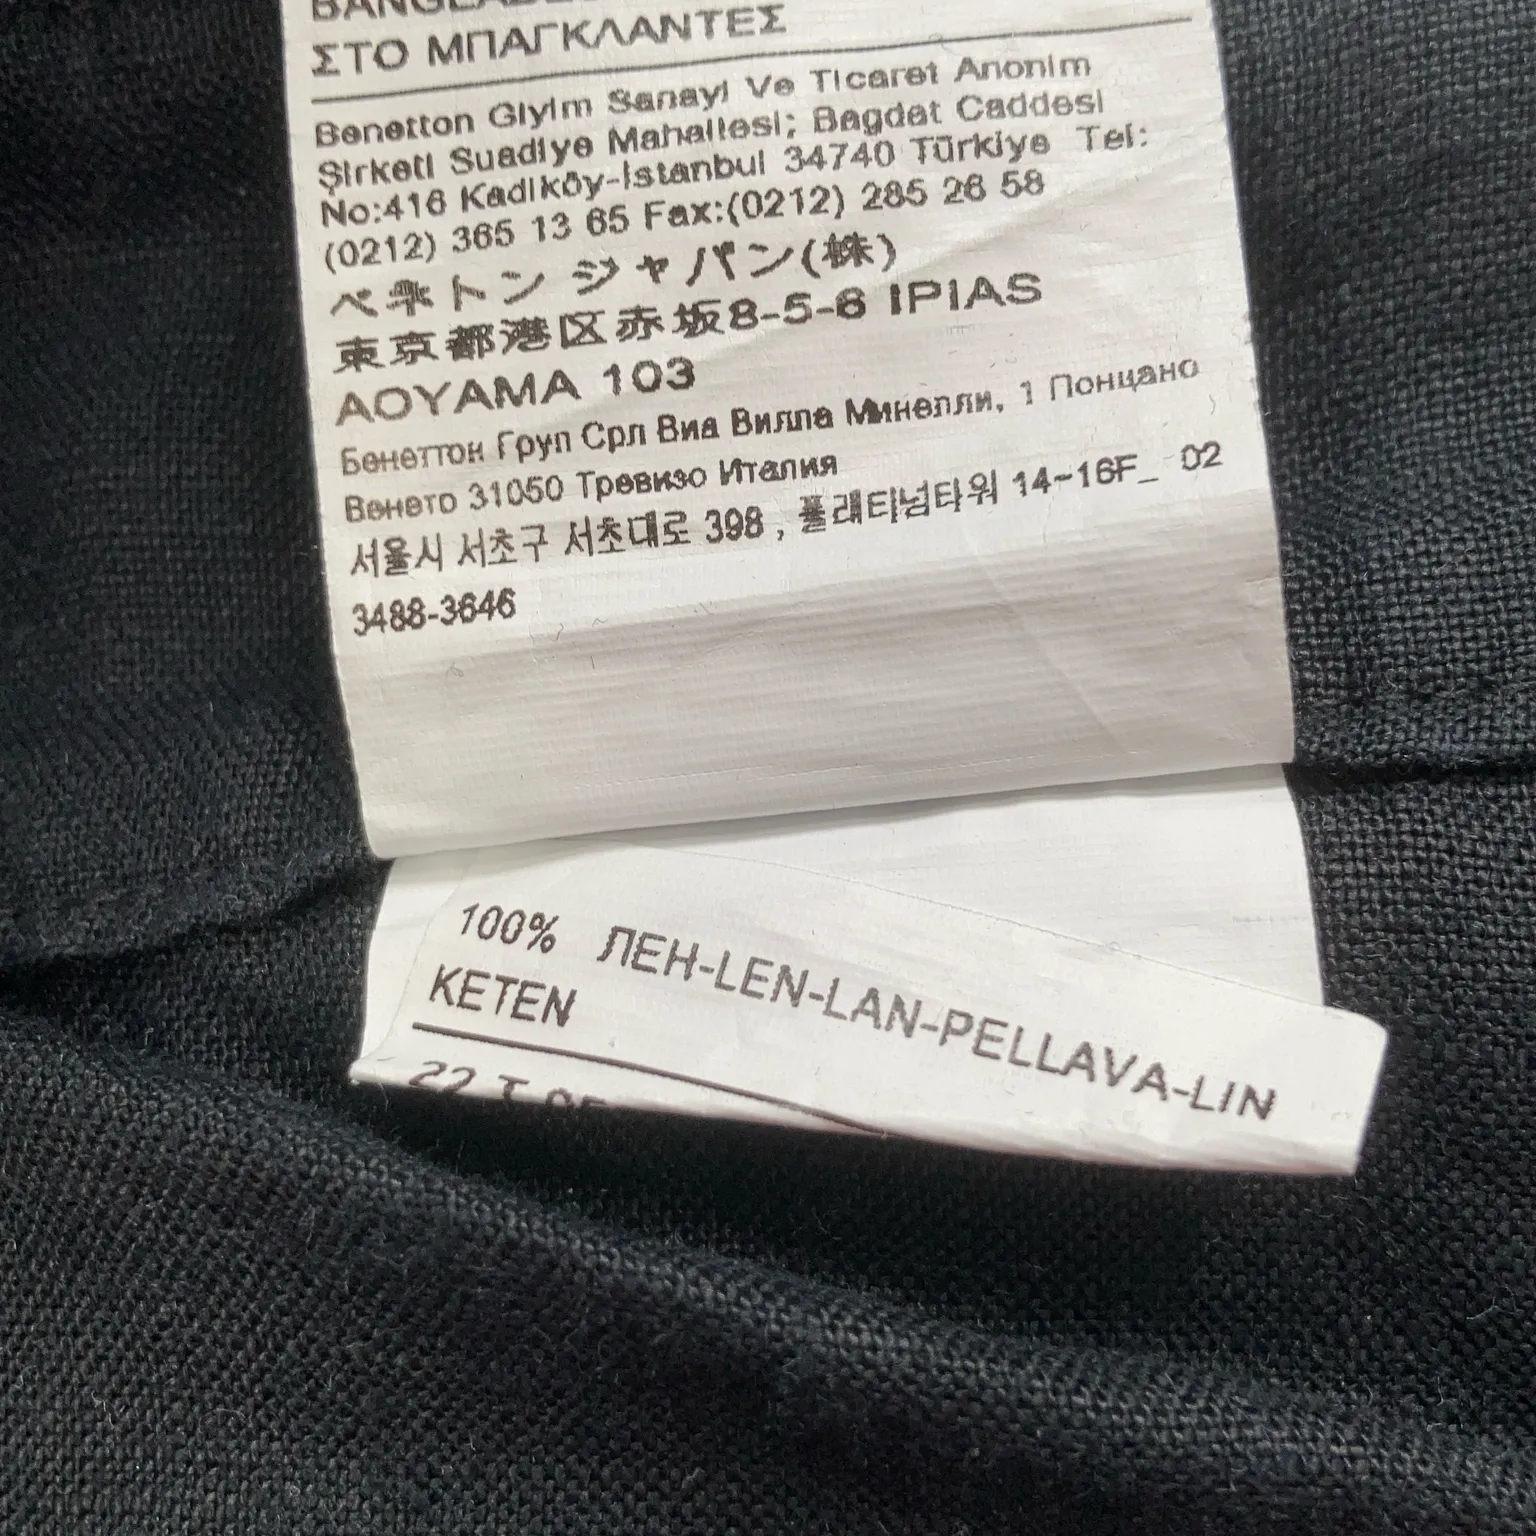 ΣΤΟ ΜΠΑΓΚΛΑΝΤΕΣ
Benetton Giyim Sanayi Ve Ticaret Anonim
Şirketi Suadiye Mahallesi; Bagdat Caddesi
No:416 Kadıköy-İstanbul 34740 Türkiye Tel:
(0212) 365 13 65 Fax:(0212) 285 26 58
ベネトン ジャパン(株)
東京都港区赤坂8-5-6 IPIAS
AOYAMA 103
Бенеттон Груп Срл Виа Вилла Минелли, 1 Понцано
Венето 31050 Тревизо Италия
서울시 서초구 서초대로 398 , 플래티넘타워 14~16F_ 02
3488-3646
100% ЛЕН-LEN-LAN-PELLAVA-LIN
KETEN